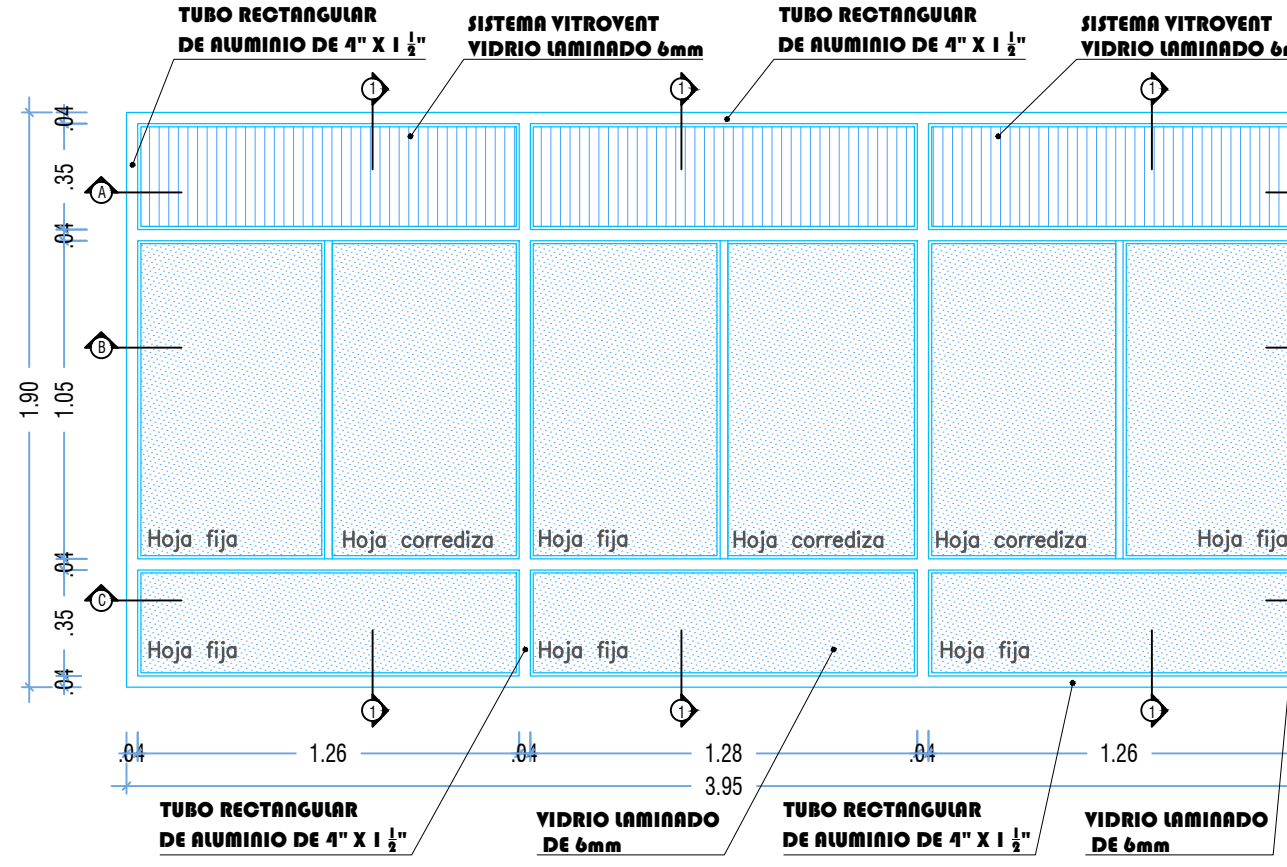 TUBO RECTANGULAR
DE ALUMINIO DE 4" X 1 1/2"
SISTEMA VITROVENT
VIDRIO LAMINADO 6mm
TUBO RECTANGULAR
DE ALUMINIO DE 4" X 1 1/2"
SISTEMA VITROVENT
VIDRIO LAMINADO
1
1
1
.04
.35
A
.04
B
1.90
1.05
Hoja fija
Hoja corrediza
Hoja fija
Hoja corrediza
Hoja corrediza
Hoja fija
.04
C
.35
Hoja fija
Hoja fija
Hoja fija
.04
1
1
1
.04
1.26
.04
1.28
.04
1.26
3.95
TUBO RECTANGULAR
DE ALUMINIO DE 4" X 1 1/2"
VIDRIO LAMINADO
DE 6mm
TUBO RECTANGULAR
DE ALUMINIO DE 4" X 1 1/2"
VIDRIO LAMINADO
DE 6mm